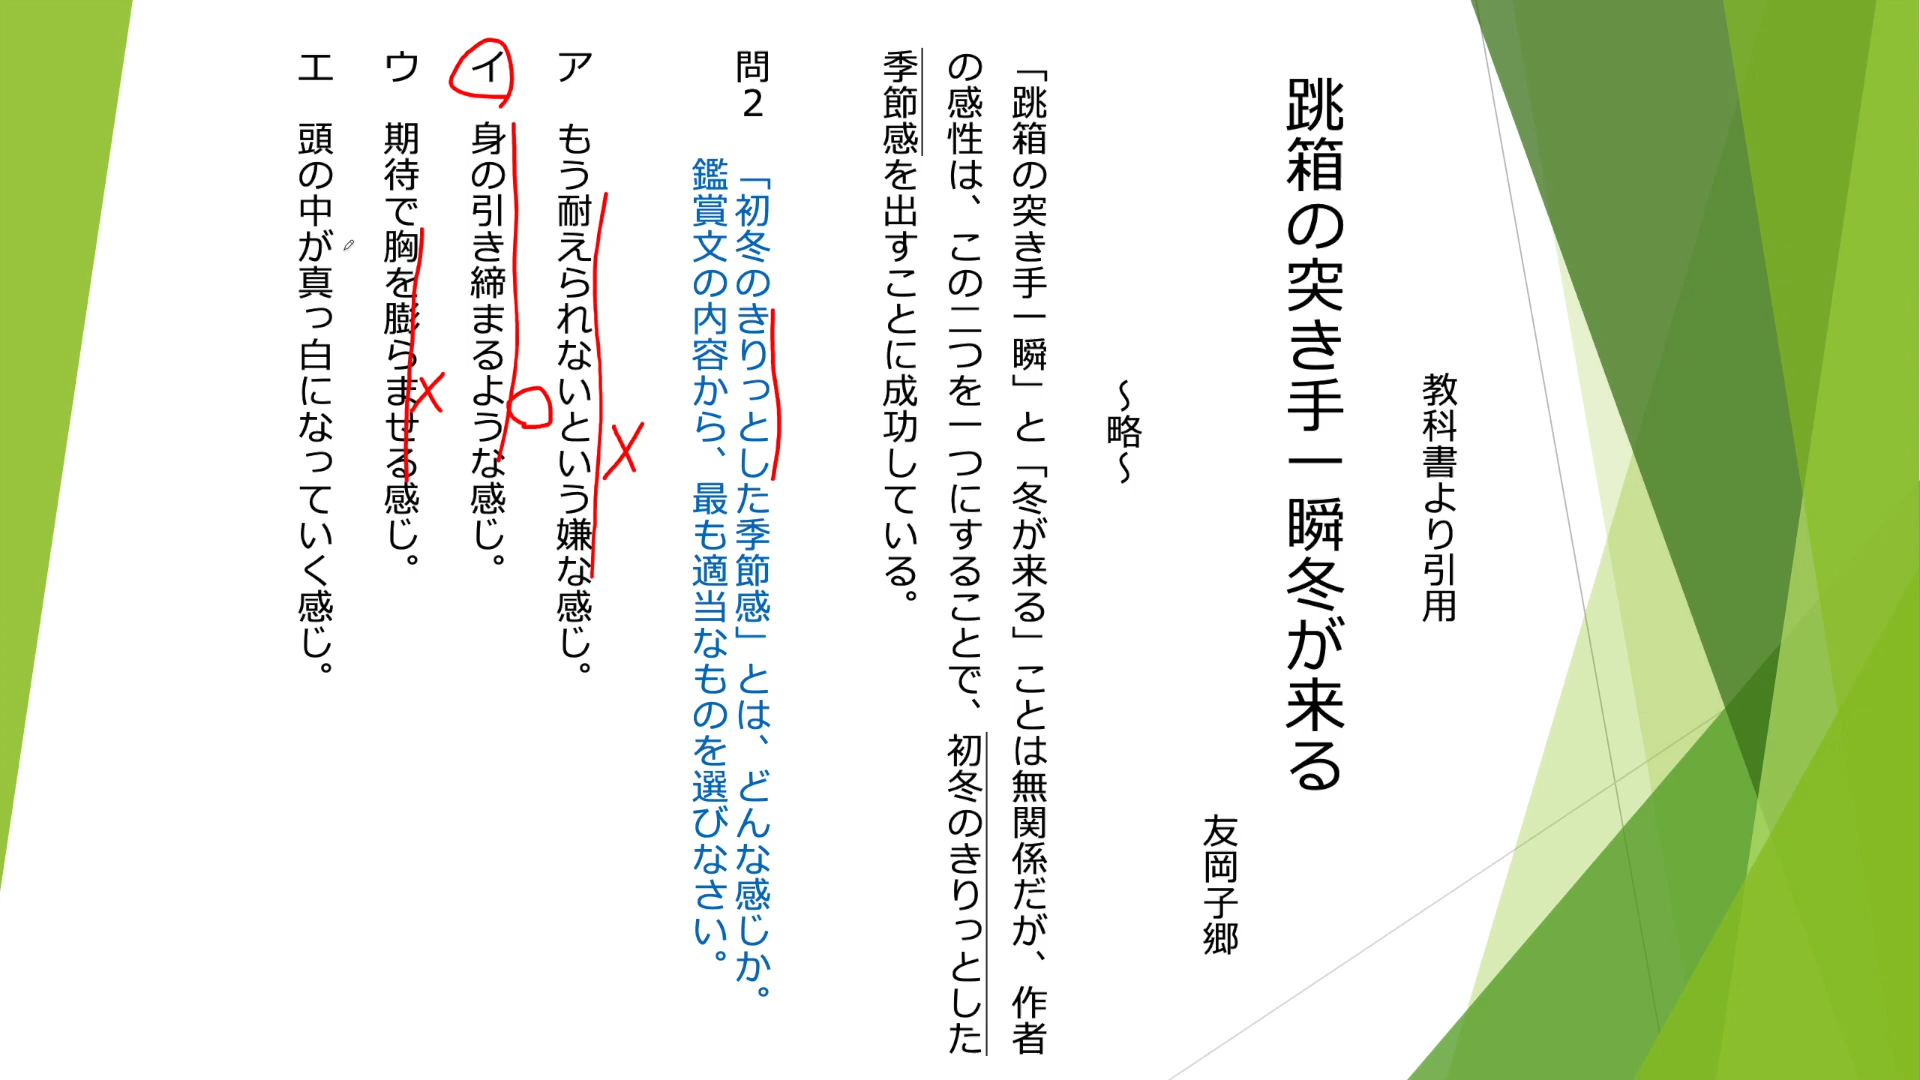 教科書より引用
跳箱の突き手一瞬冬が来る
友岡子郷
～略～
「跳箱の突き手一瞬」と「冬が来る」ことは無関係だが、作者
の感性は、この二つを一つにすることで、初冬のきりっとした
季節感を出すことに成功している。
問2　「初冬のきりっとした季節感」とは、どんな感じか。
鑑賞文の内容から、最も適当なものを選びなさい。
ア　もう耐えられないという嫌な感じ。
イ　身の引き締まるような感じ。
ウ　期待で胸を膨らませる感じ。
エ　頭の中が真っ白になっていく感じ。